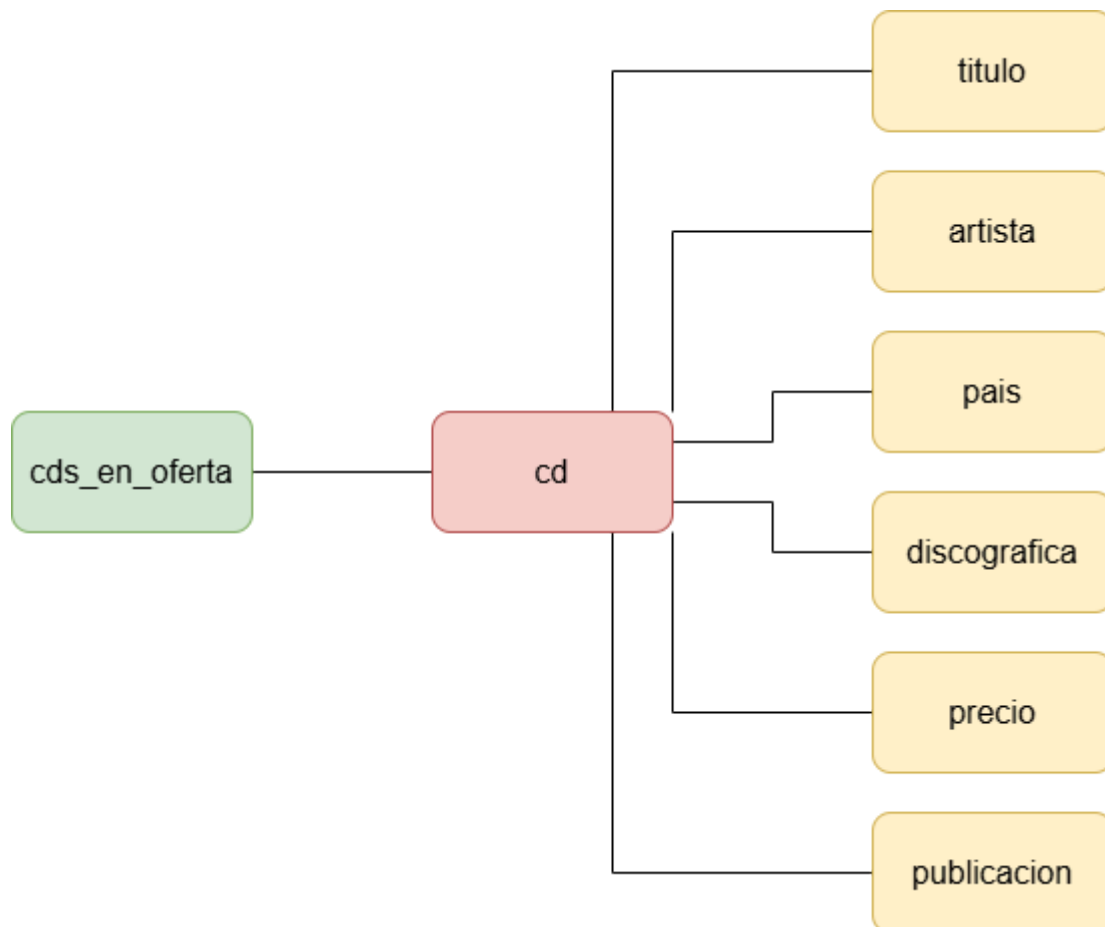 titulo
artista
pais
cds_en_oferta
cd
discografica
precio
publicacion